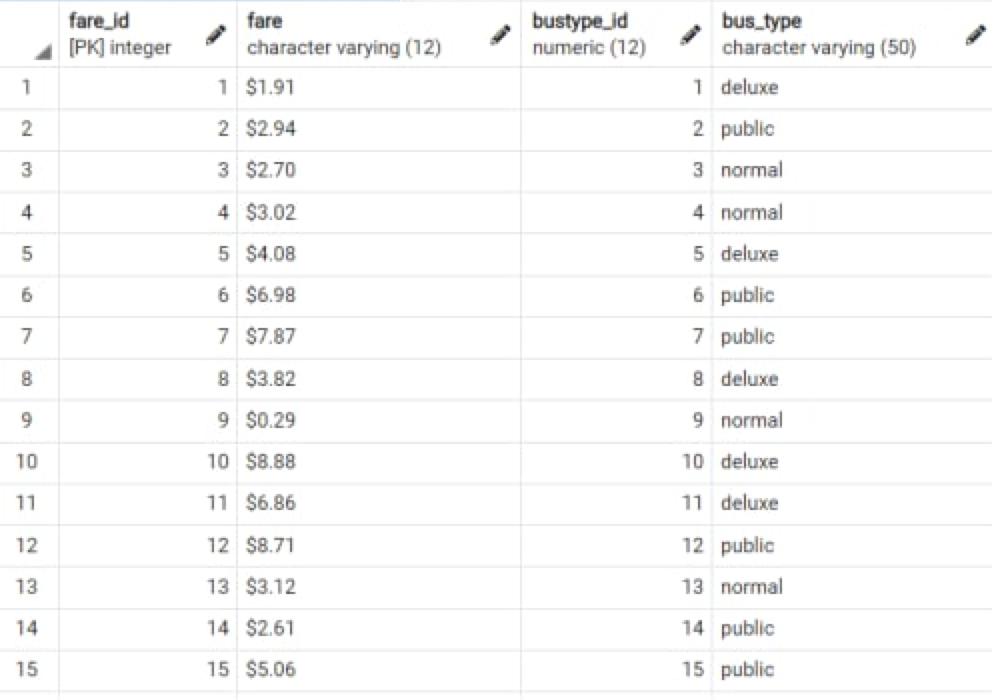 fare_id fare bustype_id bus_type
[PK] integer character varying (12) numeric (12) character varying (50)
1 1 $1.91 1 deluxe
2 2 $2.94 2 public
3 3 $2.70 3 normal
4 4 $3.02 4 normal
5 5 $4.08 5 deluxe
6 6 $6.98 6 public
7 7 $7.87 7 public
8 8 $3.82 8 deluxe
9 9 $0.29 9 normal
10 10 $8.88 10 deluxe
11 11 $6.86 11 deluxe
12 12 $8.71 12 public
13 13 $3.12 13 normal
14 14 $2.61 14 public
15 15 $5.06 15 public